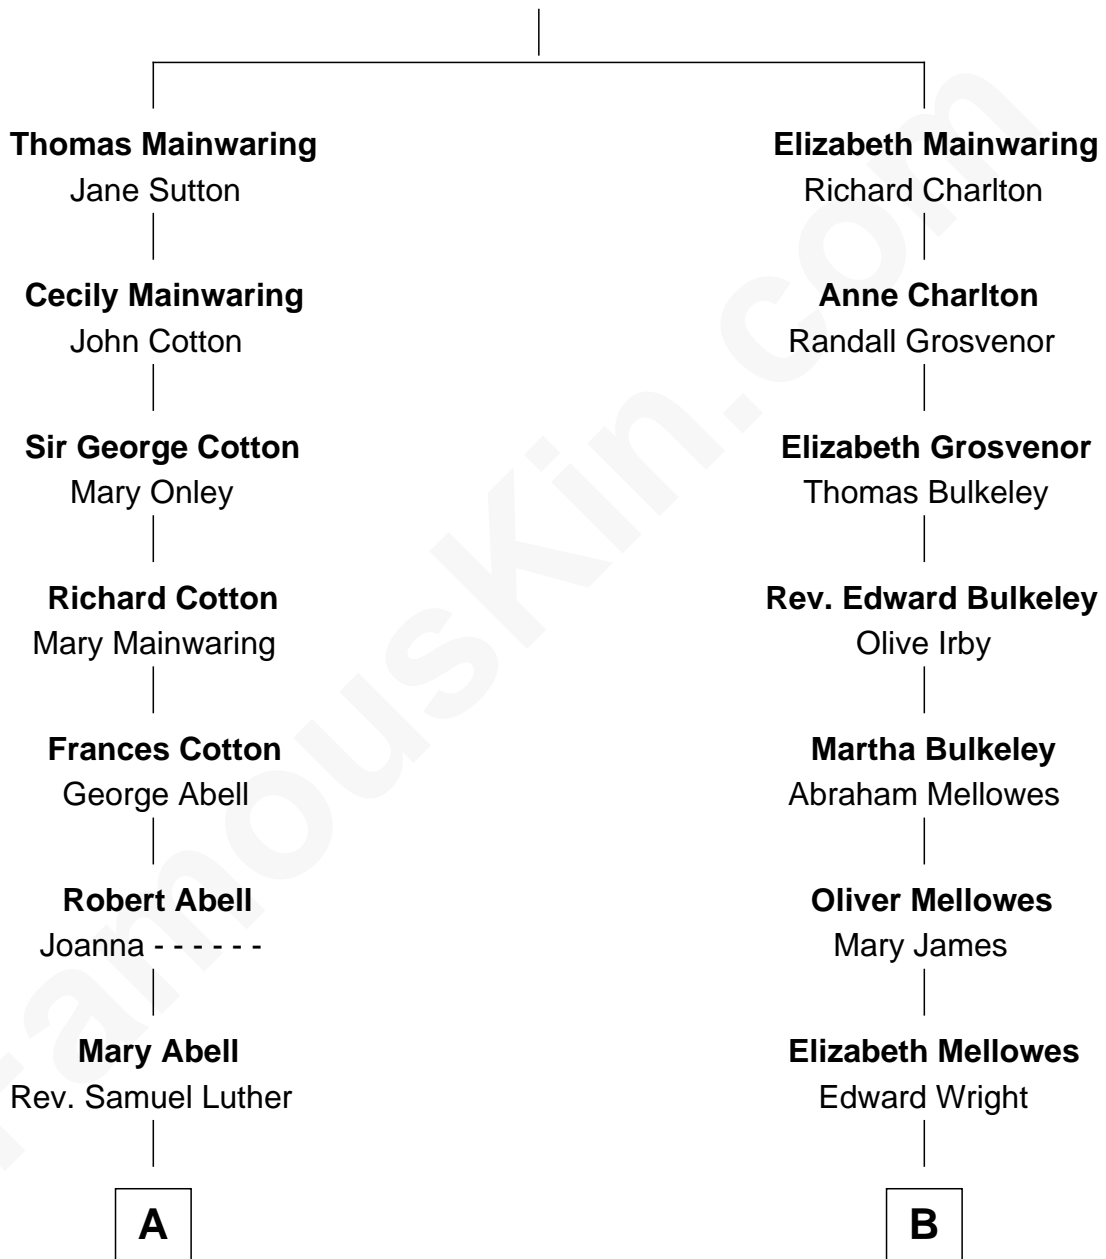 Thomas Mainwaring
Jane Sutton
Elizabeth Mainwaring
Richard Charlton
Cecily Mainwaring
John Cotton
Anne Charlton
Randall Grosvenor
Sir George Cotton
Mary Onley
Elizabeth Grosvenor
Thomas Bulkeley
Richard Cotton
Mary Mainwaring
Rev. Edward Bulkeley
Olive Irby
Frances Cotton
George Abell
Martha Bulkeley
Abraham Mellowes
Robert Abell
Joanna - - - - - -
Oliver Mellowes
Mary James
Mary Abell
Rev. Samuel Luther
Elizabeth Mellowes
Edward Wright
A
B
FamousKin.com